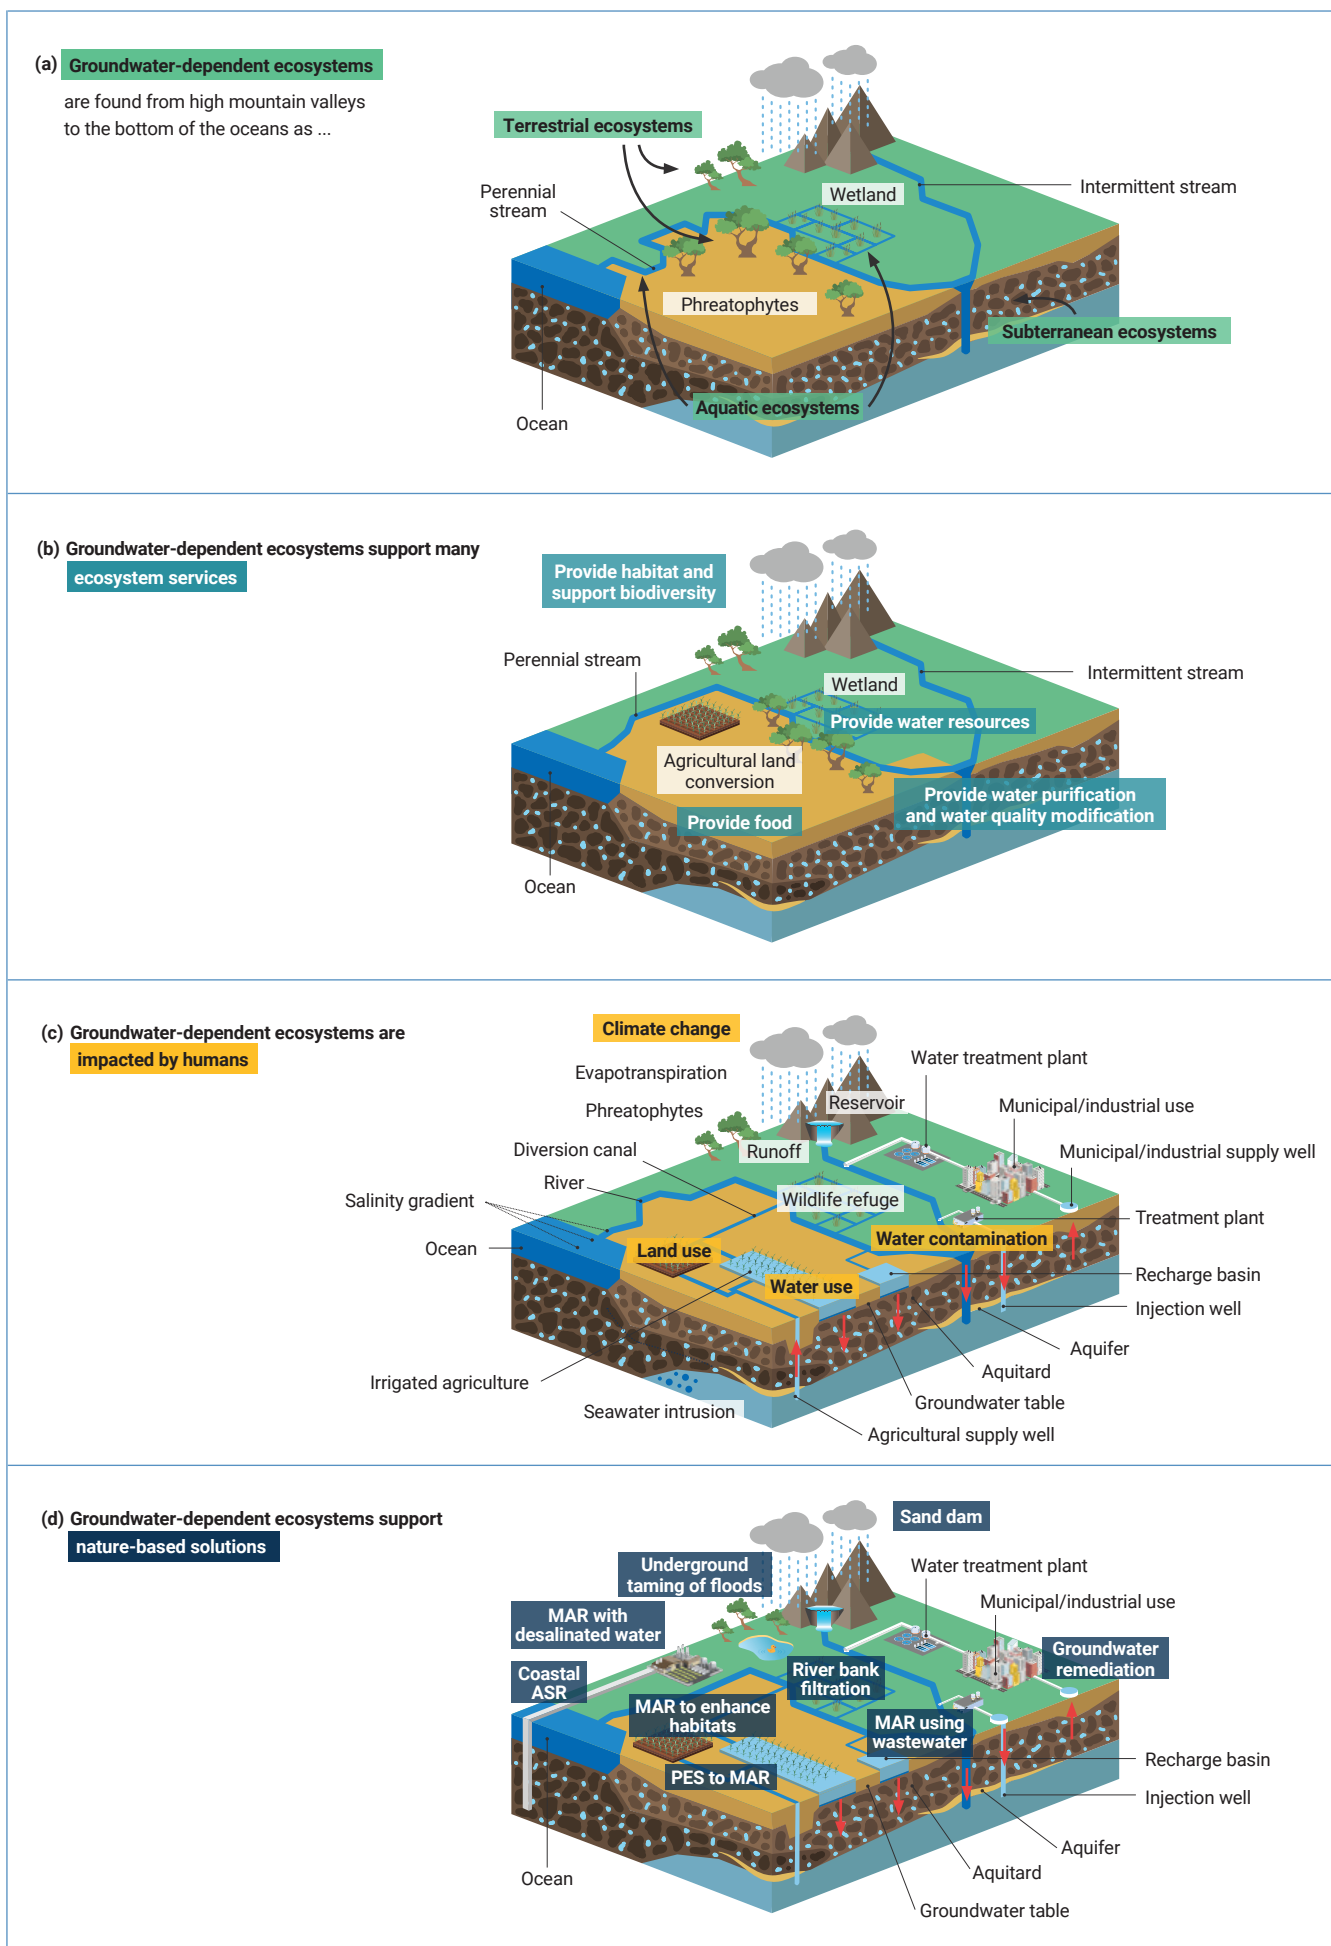 (a) Groundwater-dependent ecosystems
are found from high mountain valleys
to the bottom of the oceans as ...
Terrestrial ecosystems
Perennial
stream
Wetland
Intermittent stream
Phreatophytes
Subterranean ecosystems
Aquatic ecosystems
Ocean
(b) Groundwater-dependent ecosystems support many
ecosystem services
Provide habitat and
support biodiversity
Perennial stream
Intermittent stream
Wetland
Provide water resources
Agricultural land
conversion
Provide water purification
and water quality modification
Provide food
Ocean
(c) Groundwater-dependent ecosystems are
impacted by humans
Climate change
Evapotranspiration
Water treatment plant
Phreatophytes
Reservoir
Municipal/industrial use
Diversion canal
Runoff
Municipal/industrial supply well
River
Salinity gradient
Wildlife refuge
Treatment plant
Ocean
Land use
Water contamination
Water use
Recharge basin
Injection well
Aquifer
Aquitard
Irrigated agriculture
Groundwater table
Seawater intrusion
Agricultural supply well
(d) Groundwater-dependent ecosystems support
nature-based solutions
Sand dam
Underground
taming of floods
Water treatment plant
Municipal/industrial use
MAR with
desalinated water
Groundwater
remediation
Coastal
ASR
River bank
filtration
MAR to enhance
habitats
MAR using
wastewater
Recharge basin
PES to MAR
Injection well
Aquifer
Ocean
Aquitard
Groundwater table